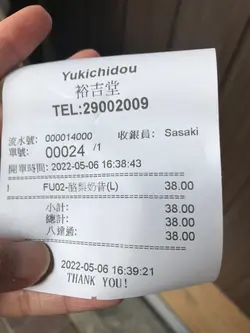 Yukichidou
裕吉堂
TEL:29002009
流水號: 000014000 收銀員: Sasaki
單號: 00024 /1
開單時間: 2022-05-06 16:38:43
1 FU02-酪梨奶昔(L) 38.00
小計: 38.00
總計: 38.00
八達通: 38.00
2022-05-06 16:39:21
THANK YOU!